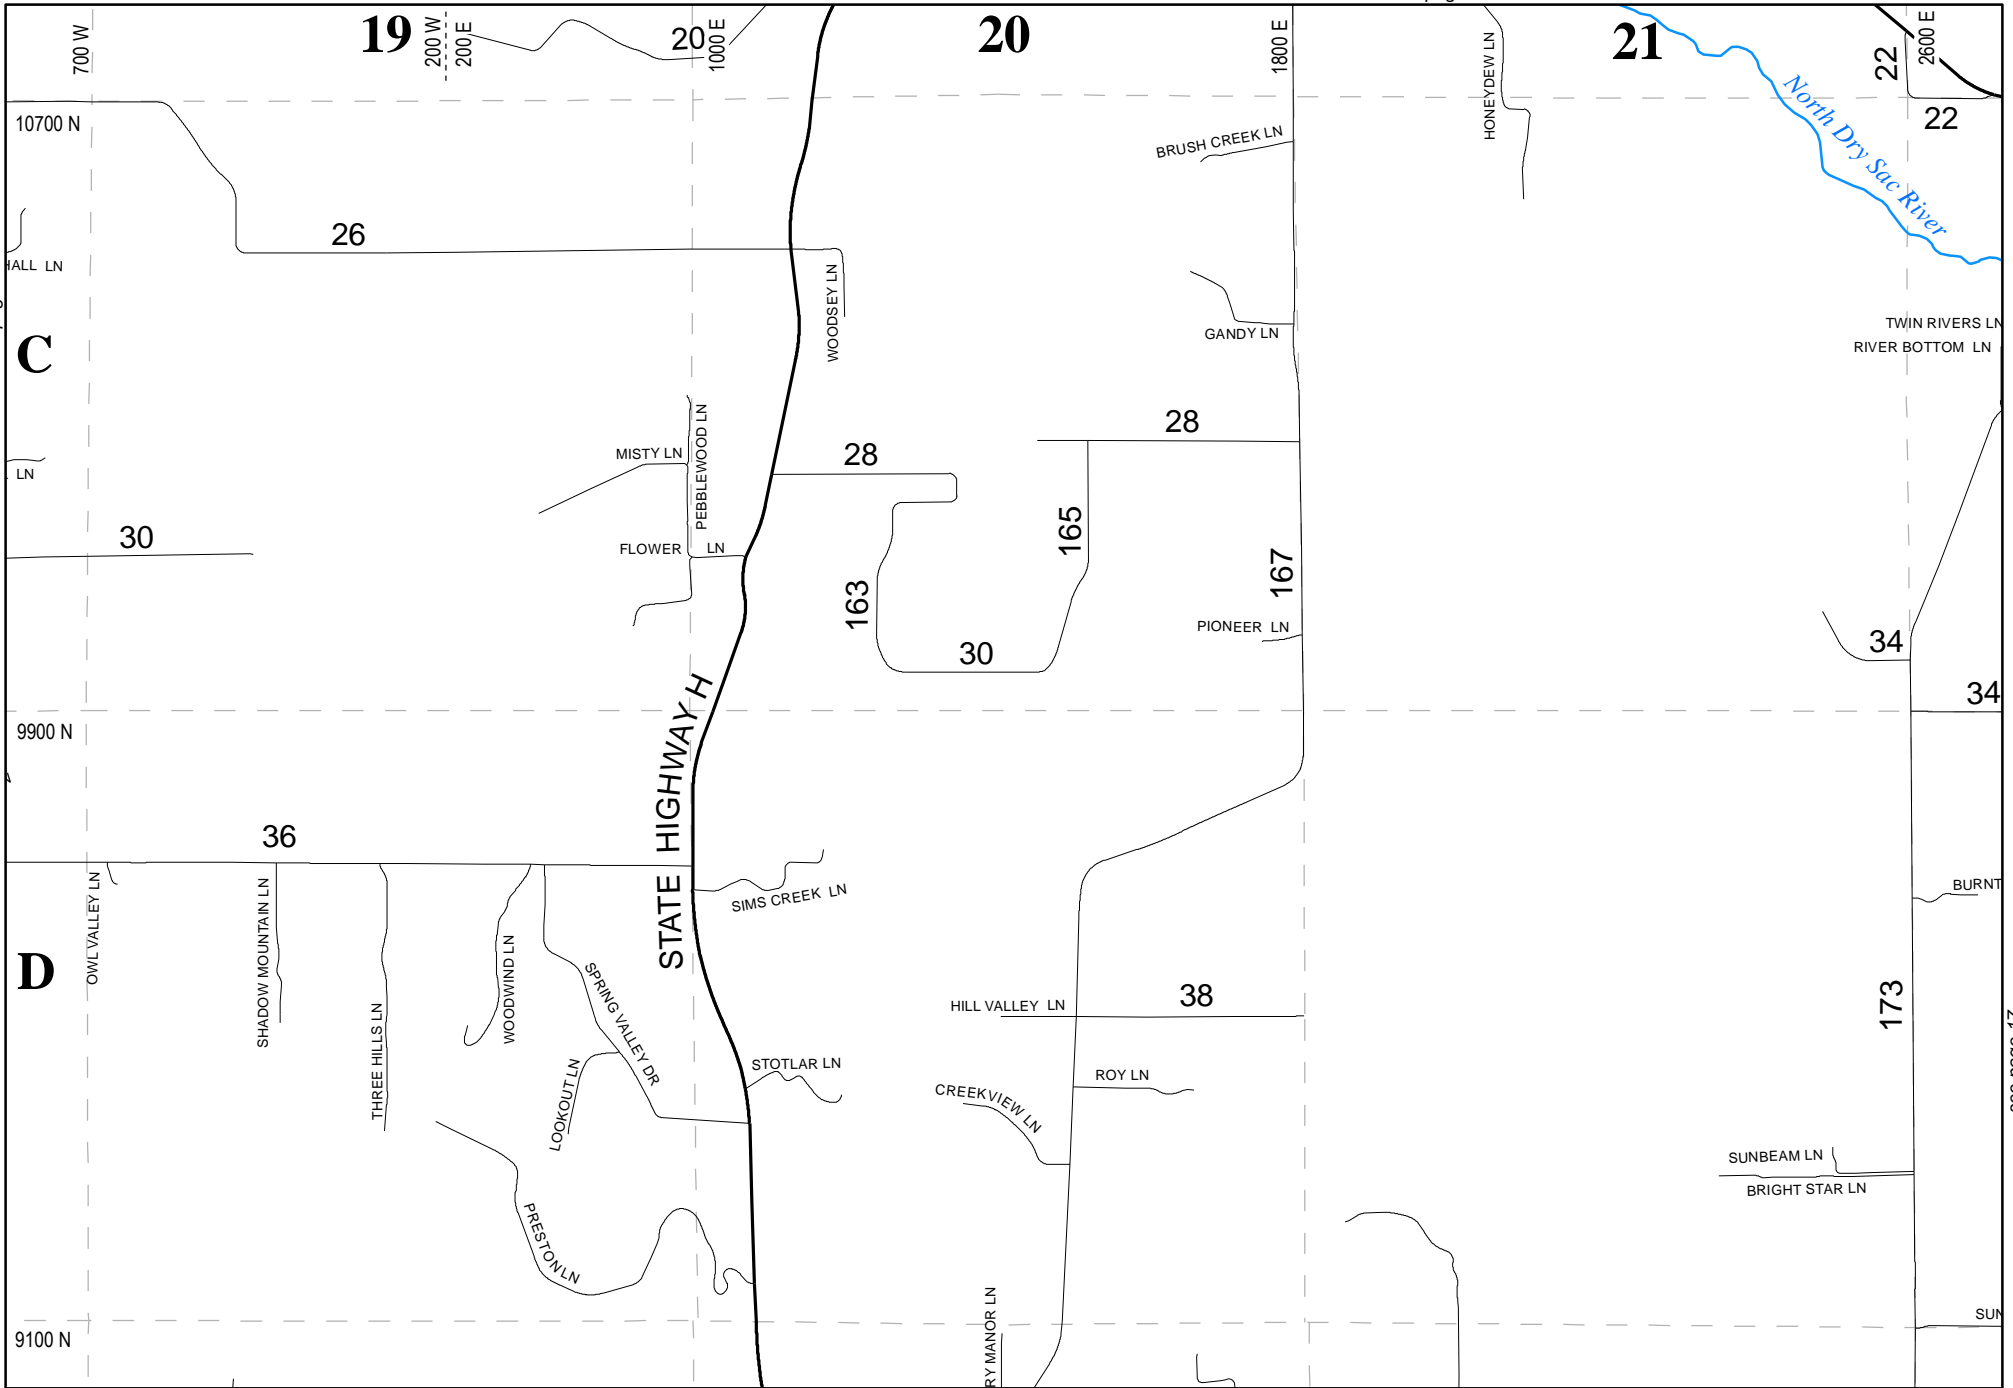 19
20
21
700 W
200 W
200 E
20
1000 E
1800 E
HONEYDEW LN
22
2600 E
22
10700 N
North Dry Sac River
BRUSH CREEK LN
26
HALL LN
WOODSEY LN
GANDY LN
TWIN RIVERS LN
RIVER BOTTOM LN
C
PEBBLEWOOD LN
MISTY LN
28
28
LN
30
FLOWER LN
165
167
163
PIONEER LN
30
34
34
STATE HIGHWAY H
9900 N
36
OWL VALLEY LN
SHADOW MOUNTAIN LN
SIMS CREEK LN
BURNT
D
WOODWIND LN
SPRING VALLEY DR
THREE HILLS LN
HILL VALLEY LN
38
173
LOOKOUT LN
STOTLAR LN
ROY LN
CREEKVIEW LN
SUNBEAM LN
BRIGHT STAR LN
PRESTON LN
RY MANOR LN
SUN
9100 N